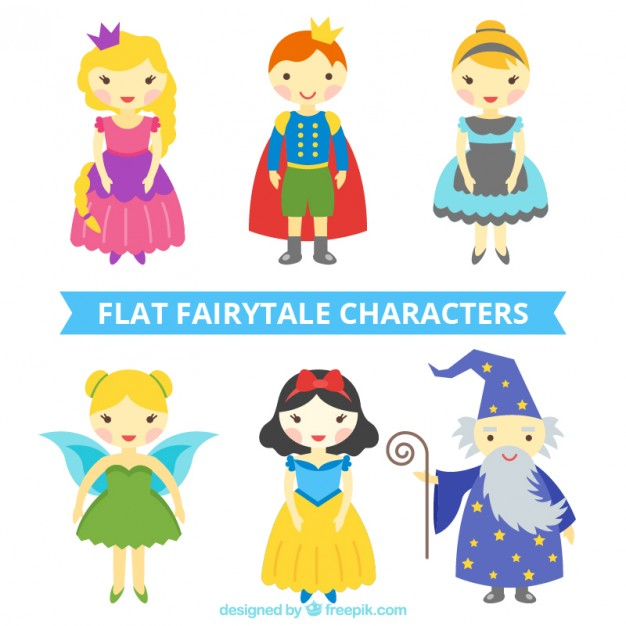 FLAT FAIRYTALE CHARACTERS
designed by freepik.com